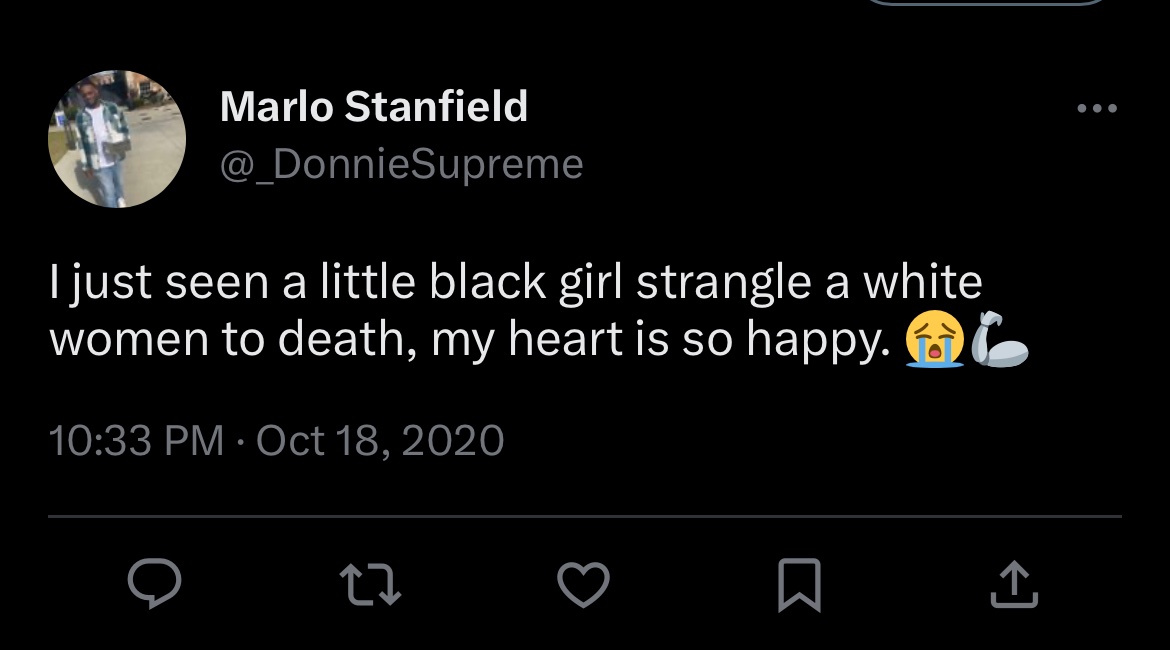 Marlo Stanfield
@_DonnieSupreme
I just seen a little black girl strangle a white
women to death, my heart is so happy. 😭🦾
10:33 PM · Oct 18, 2020